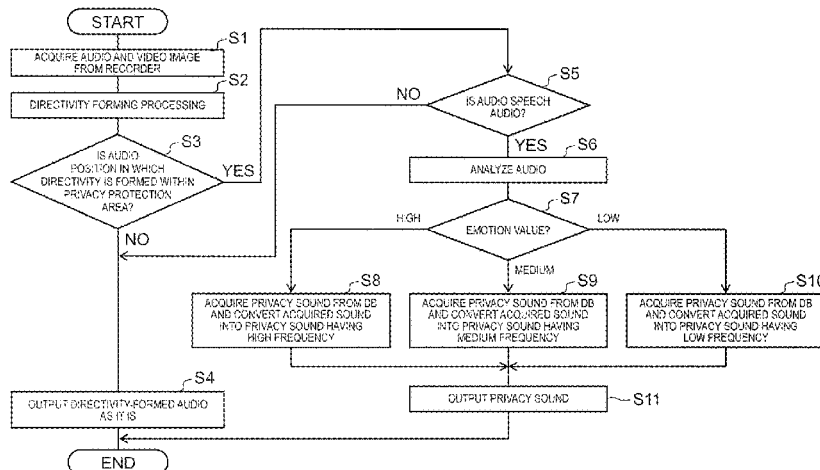 START
S1
ACQUIRE AUDIO AND VIDEO IMAGE
FROM RECORDER
S2
DIRECTIVITY FORMING PROCESSING
S3
IS AUDIO
POSITION IN WHICH
DIRECTIVITY IS FORMED WITHIN
PRIVACY PROTECTION
AREA?
YES
NO
S5
IS AUDIO SPEECH
AUDIO?
NO
YES
S6
ANALYZE AUDIO
S7
EMOTION VALUE?
HIGH
LOW
MEDIUM
S8
ACQUIRE PRIVACY SOUND FROM DB
AND CONVERT ACQUIRED SOUND
INTO PRIVACY SOUND HAVING
HIGH FREQUENCY
S9
ACQUIRE PRIVACY SOUND FROM DB
AND CONVERT ACQUIRED SOUND
INTO PRIVACY SOUND HAVING
MEDIUM FREQUENCY
S10
ACQUIRE PRIVACY SOUND FROM DB
AND CONVERT ACQUIRED SOUND
INTO PRIVACY SOUND HAVING
LOW FREQUENCY
S4
OUTPUT DIRECTIVITY-FORMED AUDIO
AS IT IS
OUTPUT PRIVACY SOUND
S11
END